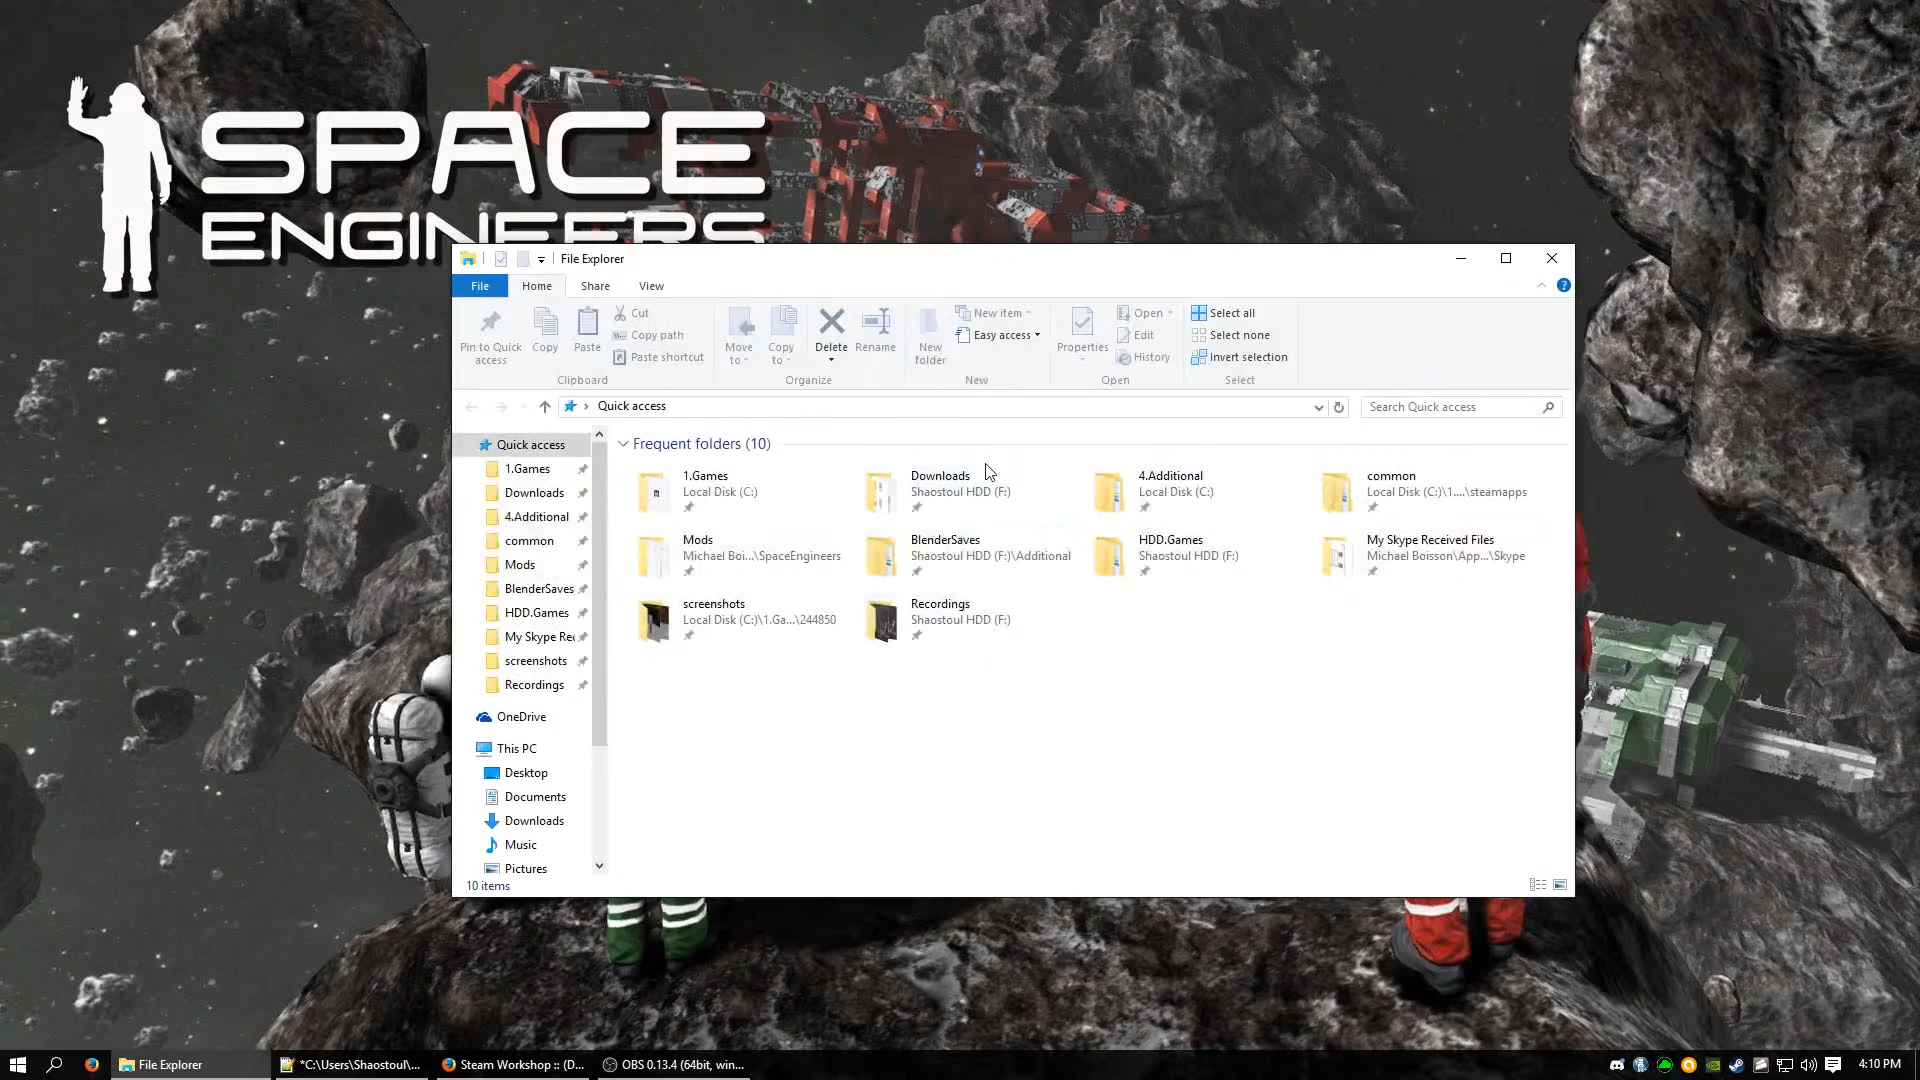 SPACE
ENGINEERS
File Explorer
File Home Share View
Pin to Quick access
Copy
Paste
Cut
Copy path
Paste shortcut
Clipboard
Move to
Copy to
Delete
Rename
Organize
New folder
New item
Easy access
New
Properties
Open
Edit
History
Open
Select all
Select none
Invert selection
Select
Quick access
Search Quick access
Quick access
1.Games
Downloads
4.Additional
common
Mods
BlenderSaves
HDD.Games
My Skype Rec
screenshots
Recordings
OneDrive
This PC
Desktop
Documents
Downloads
Music
Pictures
Frequent folders (10)
1.Games
Local Disk (C:)
Downloads
Shaostoul HDD (F:)
4.Additional
Local Disk (C:)
common
Local Disk (C:)\1....\steamapps
Mods
Michael Boi...\SpaceEngineers
BlenderSaves
Shaostoul HDD (F:)\Additional
HDD.Games
Shaostoul HDD (F:)
My Skype Received Files
Michael Boisson\App...\Skype
screenshots
Local Disk (C:)\1.Ga...\244850
Recordings
Shaostoul HDD (F:)
10 items
File Explorer
*C:\Users\Shaostoul\...
Steam Workshop :: (D...
OBS 0.13.4 (64bit, win...
4:10 PM